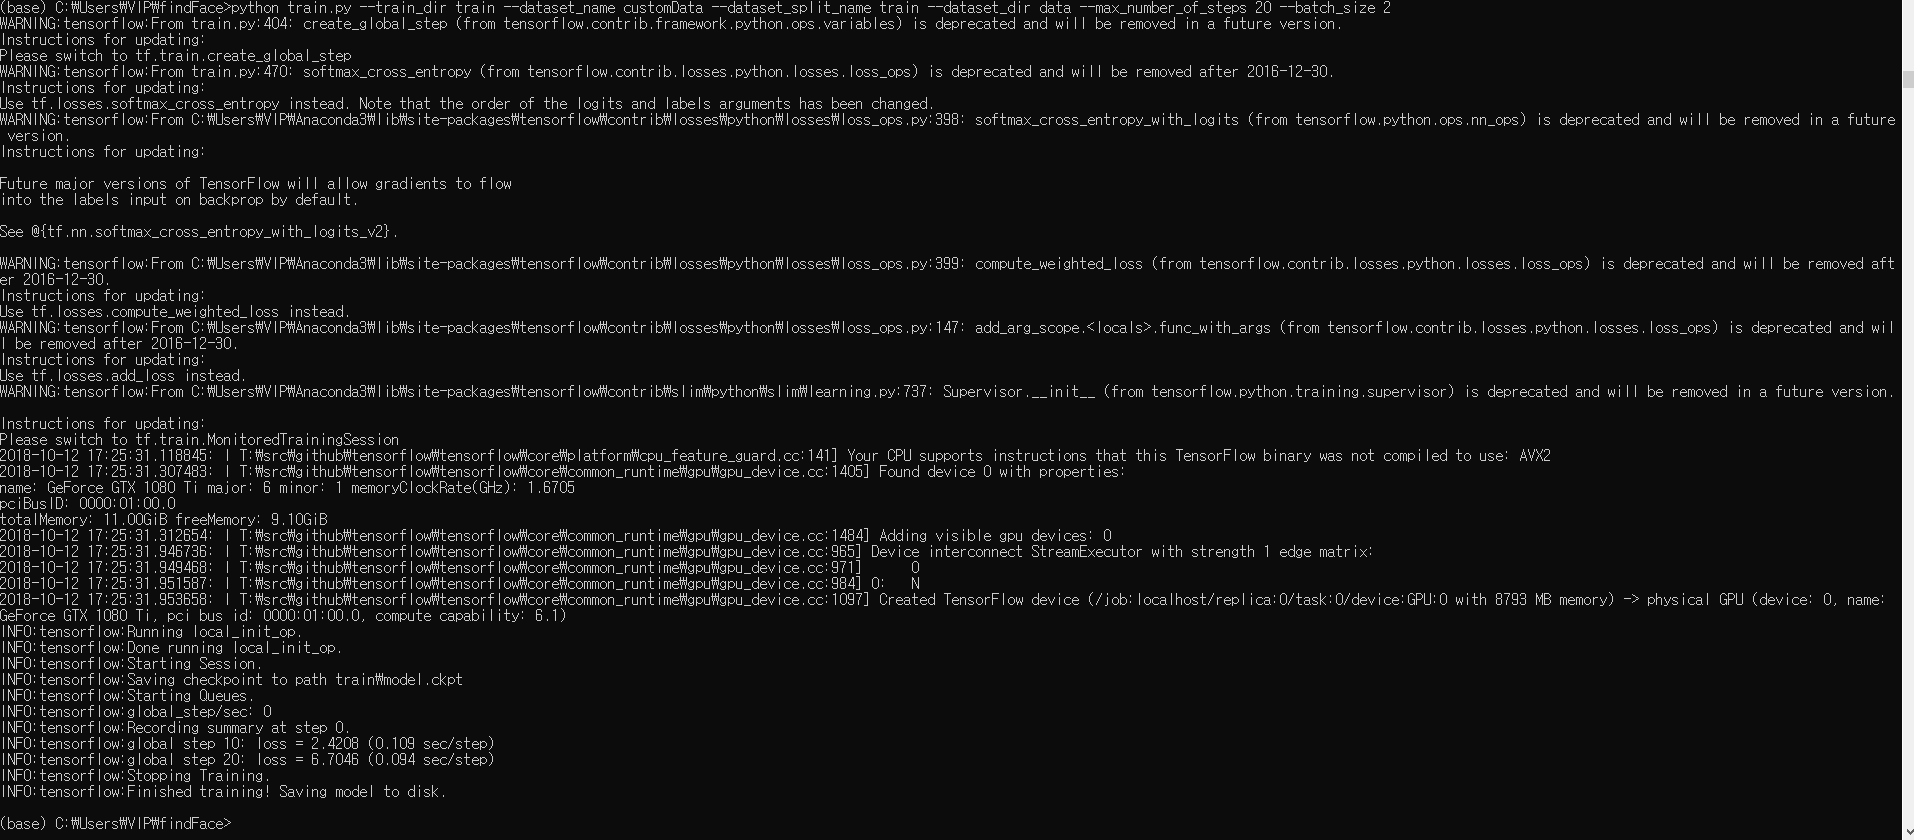 (base) C:₩Users₩VIP₩findFace>python train.py --train_dir train --dataset_name customData --dataset_split_name train --dataset_dir data --max_number_of_steps 20 --batch_size 2
WARNING:tensorflow:From train.py:404: create_global_step (from tensorflow.contrib.framework.python.ops.variables) is deprecated and will be removed in a future version.
Instructions for updating:
Please switch to tf.train.create_global_step
WARNING:tensorflow:From train.py:470: softmax_cross_entropy (from tensorflow.contrib.losses.python.losses.loss_ops) is deprecated and will be removed after 2016-12-30.
Instructions for updating:
Use tf.losses.softmax_cross_entropy instead. Note that the order of the logits and labels arguments has been changed.
WARNING:tensorflow:From C:₩Users₩VIP₩Anaconda3₩lib₩site-packages₩tensorflow₩contrib₩losses₩python₩losses₩loss_ops.py:398: softmax_cross_entropy_with_logits (from tensorflow.python.ops.nn_ops) is deprecated and will be removed in a future
 version.
Instructions for updating:

Future major versions of TensorFlow will allow gradients to flow
into the labels input on backprop by default.

See @{tf.nn.softmax_cross_entropy_with_logits_v2}.

WARNING:tensorflow:From C:₩Users₩VIP₩Anaconda3₩lib₩site-packages₩tensorflow₩contrib₩losses₩python₩losses₩loss_ops.py:399: compute_weighted_loss (from tensorflow.contrib.losses.python.losses.loss_ops) is deprecated and will be removed aft
er 2016-12-30.
Instructions for updating:
Use tf.losses.compute_weighted_loss instead.
WARNING:tensorflow:From C:₩Users₩VIP₩Anaconda3₩lib₩site-packages₩tensorflow₩contrib₩losses₩python₩losses₩loss_ops.py:147: add_arg_scope.<locals>.func_with_args (from tensorflow.contrib.losses.python.losses.loss_ops) is deprecated and wil
l be removed after 2016-12-30.
Instructions for updating:
Use tf.losses.add_loss instead.
WARNING:tensorflow:From C:₩Users₩VIP₩Anaconda3₩lib₩site-packages₩tensorflow₩contrib₩slim₩python₩slim₩learning.py:737: Supervisor.__init__ (from tensorflow.python.training.supervisor) is deprecated and will be removed in a future version.

Instructions for updating:
Please switch to tf.train.MonitoredTrainingSession
2018-10-12 17:25:31.118845: I T:₩src₩github₩tensorflow₩tensorflow₩core₩platform₩cpu_feature_guard.cc:141] Your CPU supports instructions that this TensorFlow binary was not compiled to use: AVX2
2018-10-12 17:25:31.307483: I T:₩src₩github₩tensorflow₩tensorflow₩core₩common_runtime₩gpu₩gpu_device.cc:1405] Found device 0 with properties:
name: GeForce GTX 1080 Ti major: 6 minor: 1 memoryClockRate(GHz): 1.6705
pciBusID: 0000:01:00.0
totalMemory: 11.00GiB freeMemory: 9.10GiB
2018-10-12 17:25:31.312654: I T:₩src₩github₩tensorflow₩tensorflow₩core₩common_runtime₩gpu₩gpu_device.cc:1484] Adding visible gpu devices: 0
2018-10-12 17:25:31.946736: I T:₩src₩github₩tensorflow₩tensorflow₩core₩common_runtime₩gpu₩gpu_device.cc:965] Device interconnect StreamExecutor with strength 1 edge matrix:
2018-10-12 17:25:31.949468: I T:₩src₩github₩tensorflow₩tensorflow₩core₩common_runtime₩gpu₩gpu_device.cc:971]      0
2018-10-12 17:25:31.951587: I T:₩src₩github₩tensorflow₩tensorflow₩core₩common_runtime₩gpu₩gpu_device.cc:984] 0:   N
2018-10-12 17:25:31.953658: I T:₩src₩github₩tensorflow₩tensorflow₩core₩common_runtime₩gpu₩gpu_device.cc:1097] Created TensorFlow device (/job:localhost/replica:0/task:0/device:GPU:0 with 8793 MB memory) -> physical GPU (device: 0, name:
GeForce GTX 1080 Ti, pci bus id: 0000:01:00.0, compute capability: 6.1)
INFO:tensorflow:Running local_init_op.
INFO:tensorflow:Done running local_init_op.
INFO:tensorflow:Starting Session.
INFO:tensorflow:Saving checkpoint to path train₩model.ckpt
INFO:tensorflow:Starting Queues.
INFO:tensorflow:global_step/sec: 0
INFO:tensorflow:Recording summary at step 0.
INFO:tensorflow:global step 10: loss = 2.4208 (0.109 sec/step)
INFO:tensorflow:global step 20: loss = 6.7046 (0.094 sec/step)
INFO:tensorflow:Stopping Training.
INFO:tensorflow:Finished training! Saving model to disk.

(base) C:₩Users₩VIP₩findFace>